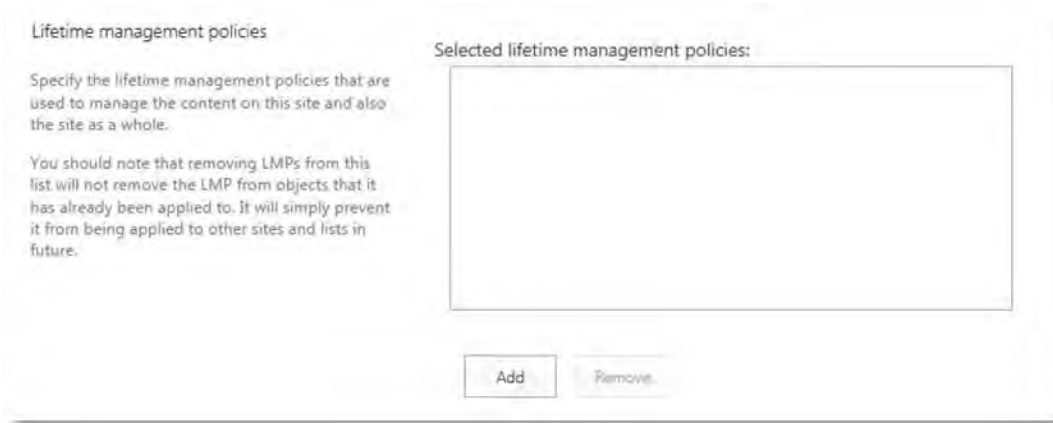 Lifetime management policies
Specify the lifetime management policies that are
used to manage the content on this site and also
the site as a whole.
You should note that removing LMPs from this
list will not remove the LMP from objects that it
has already been applied to. It will simply prevent
it from being applied to other sites and lists in
future.
Selected lifetime management policies:
Add Remove